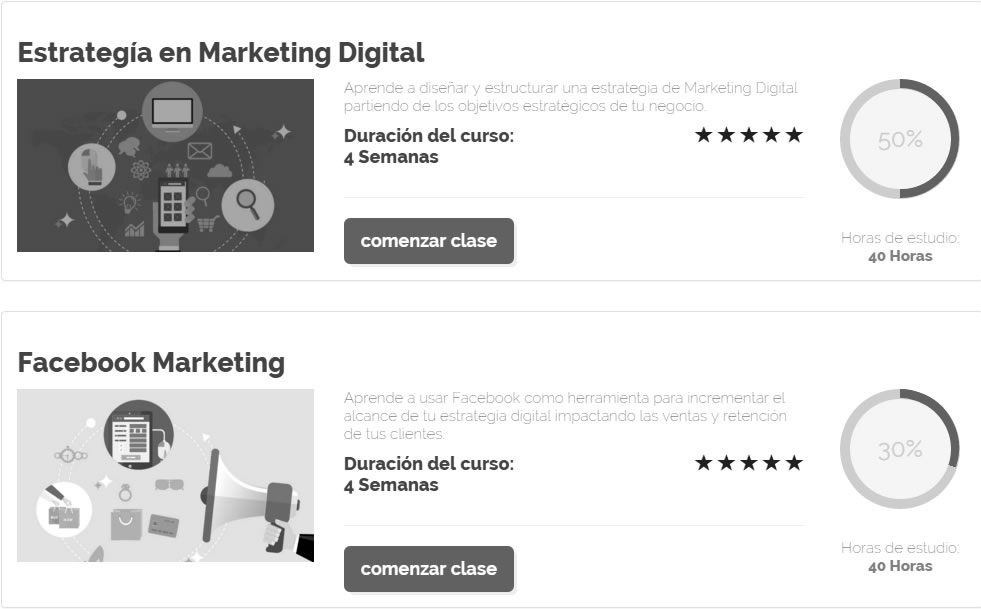 Estrategía en Marketing Digital
Aprende a diseñar y estructurar una estrategia de Marketing Digital
partiendo de los objetivos estratégicos de tu negocio.
Duración del curso:
4 Semanas
comenzar clase
50%
Horas de estudio:
40 Horas
Facebook Marketing
Aprende a usar Facebook como herramienta para incrementar el
alcance de tu estrategia digital impactando las ventas y retención
de tus clientes.
Duración del curso:
4 Semanas
comenzar clase
30%
Horas de estudio:
40 Horas